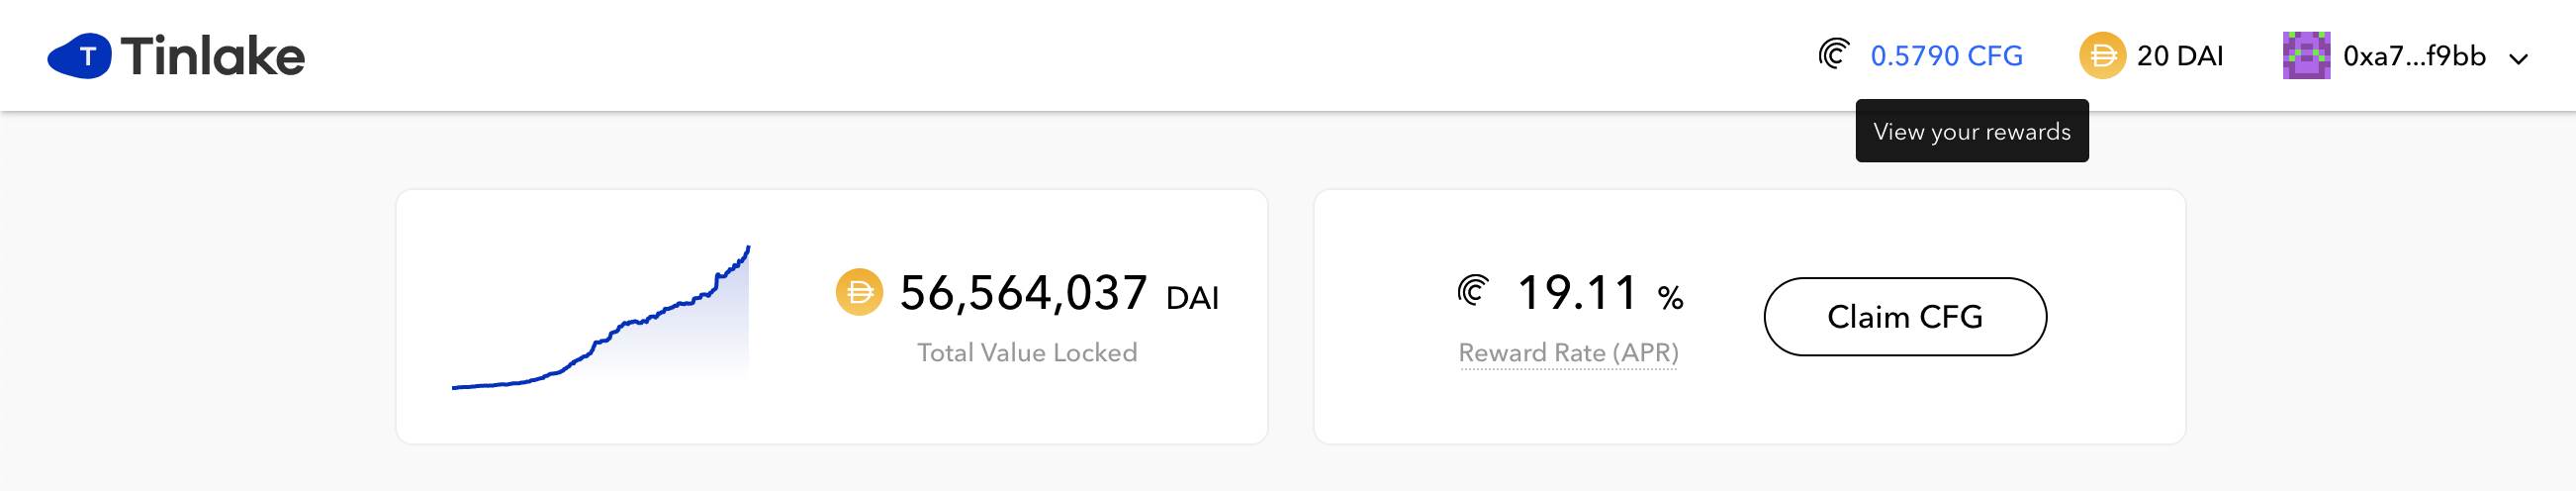 T Tinlake
0.5790 CFG
20 DAI
0xa7...f9bb
View your rewards
56,564,037 DAI
Total Value Locked
19.11 %
Reward Rate (APR)
Claim CFG